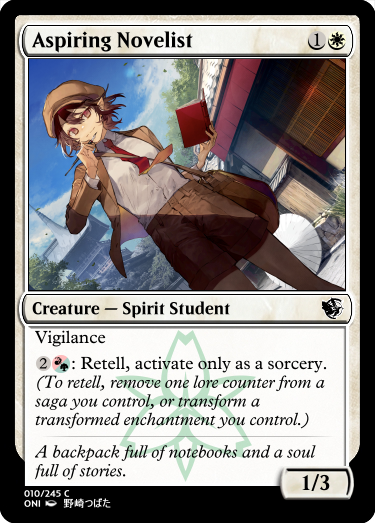 Aspiring Novelist 1
Creature — Spirit Student
Vigilance
2: Retell, activate only as a sorcery.
(To retell, remove one lore counter from a
saga you control, or transform a
transformed enchantment you control.)
A backpack full of notebooks and a soul
full of stories.
1/3
010/245 C
ONI 野崎つばた